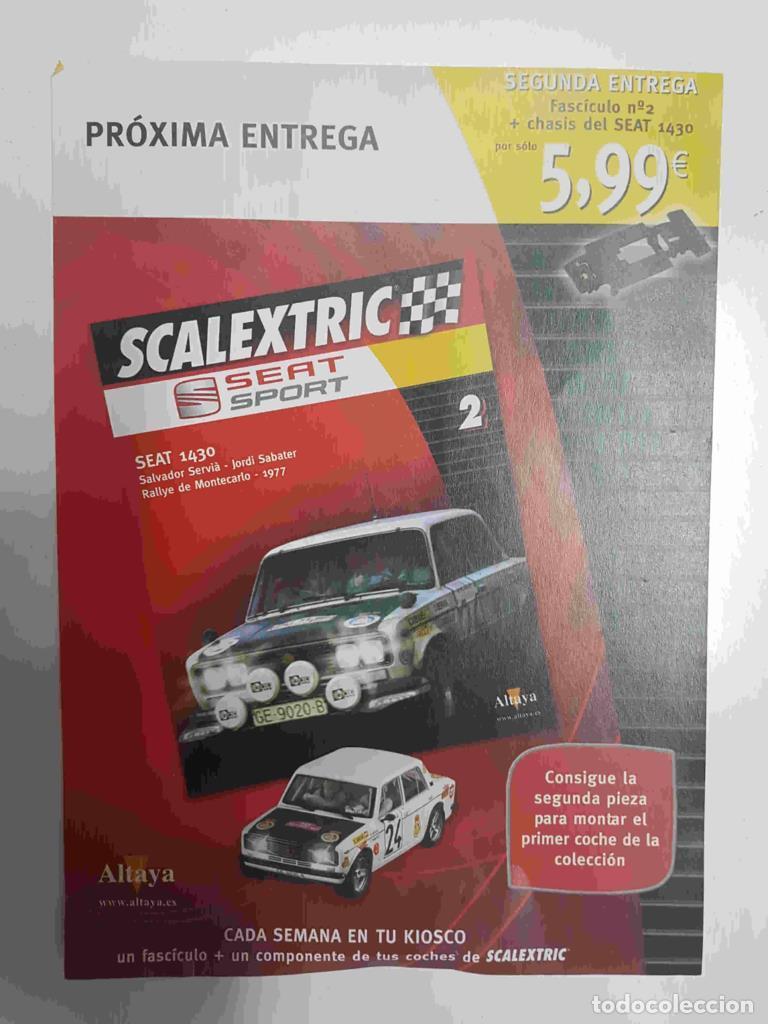 SEGUNDA ENTREGA
Fascículo nº2
+ chasis del SEAT 1430
por sólo
5,99€
PRÓXIMA ENTREGA
SCALEXTRIC
SEAT
SPORT
2
SEAT 1430
Salvador Servià - Jordi Sabater
Rallye de Montecarlo - 1977
GE-9020-B
Altaya
www.altaya.es
24
Consigue la
segunda pieza
para montar el
primer coche de la
colección
Altaya
www.altaya.es
CADA SEMANA EN TU KIOSCO
un fascículo + un componente de tus coches de SCALEXTRIC
todocoleccion